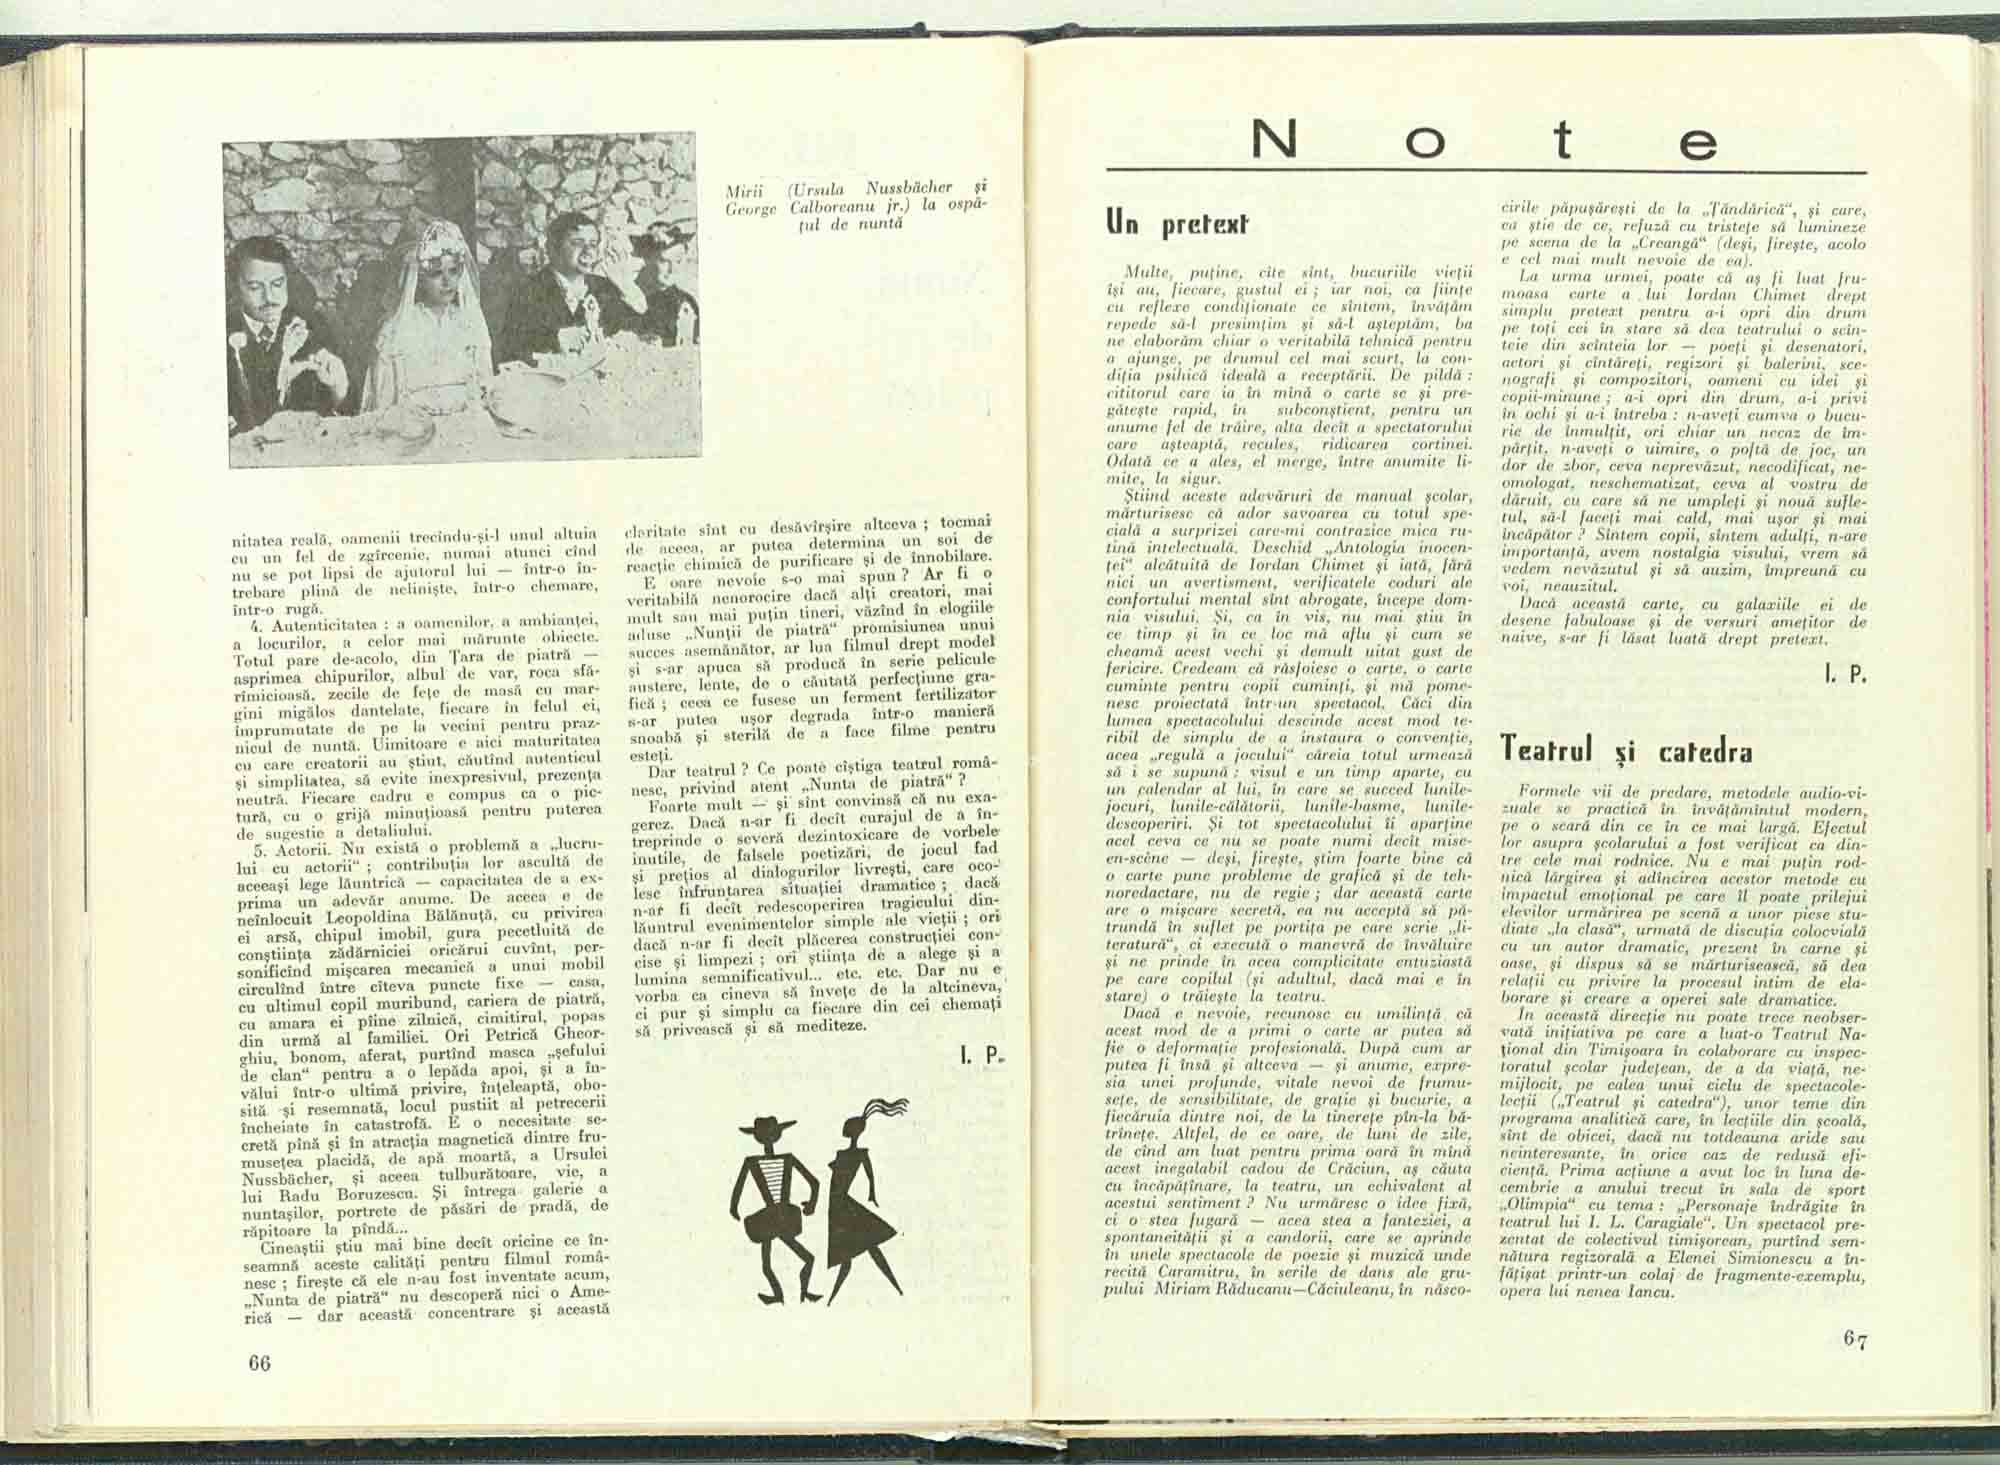 Mirii (Ursula Nussbächer și
George Calboreanu jr.) la ospă-
țul de nuntă
nitatea reală, oamenii trecîndu-și-l unul altuia
cu un fel de zgîrcenie, numai atunci cînd
nu se pot lipsi de ajutorul lui — într-o în-
trebare plină de neliniște, într-o chemare,
într-o rugă.
4. Autenticitatea : a oamenilor, a ambianței,
a locurilor, a celor mai mărunte obiecte.
Totul pare de-acolo, din Țara de piatră —
asprimea chipurilor, albul de var, roca sfă-
rîmicioasă, zecile de fețe de masă cu mar-
gini migălos dantelate, fiecare în felul ei,
împrumutate de pe la vecini pentru praz-
nicul de nuntă. Uimitoare e aici maturitatea
cu care creatorii au știut, căutînd autenticul
și simplitatea, să evite inexpresivul, prezența
neutră. Fiecare cadru e compus ca o pic-
tură, cu o grijă minuțioasă pentru puterea
de sugestie a detaliului.
5. Actorii. Nu există o problemă a „lucru-
lui cu actorii“ ; contribuția lor ascultă de
aceeași lege lăuntrică — capacitatea de a ex-
prima un adevăr anume. De aceea e de
neînlocuit Leopoldina Bălănuță, cu privirea
ei arsă, chipul imobil, gura pecetluită de
conștiința zădărniciei oricărui cuvînt, per-
sonificînd mișcarea mecanică a unui mobil
circulînd între cîteva puncte fixe — casa,
cu ultimul copil muribund, cariera de piatră,
cu amara ei pîine zilnică, cimitirul, popas
din urmă al familiei. Ori Petrică Gheor-
ghiu, bonom, aferat, purtînd masca „șefului
de clan“ pentru a o lepăda apoi, și a în-
vălui într-o ultimă privire, înțeleaptă, obo-
sită și resemnată, locul pustiit al petrecerii
încheiate în catastrofă. E o necesitate se-
cretă pînă și în atracția magnetică dintre fru-
musețea placidă, de apă moartă, a Ursulei
Nussbächer, și aceea tulburătoare, vie, a
lui Radu Boruzescu. Și întrega galerie a
nuntașilor, portrete de păsări de pradă, de
răpitoare la pîndă...
Cineaștii știu mai bine decît oricine ce în-
seamnă aceste calități pentru filmul româ-
nesc ; firește că ele n-au fost inventate acum,
„Nunta de piatră“ nu descoperă nici o Ame-
rică — dar această concentrare și această
claritate sînt cu desăvîrșire altceva ; tocmai
de aceea, ar putea determina un soi de
reacție chimică de purificare și de înnobilare.
E oare nevoie s-o mai spun ? Ar fi o
veritabilă nenorocire dacă alți creatori, mai
mult sau mai puțin tineri, văzînd în elogiile
aduse „Nunții de piatră“ promisiunea unui
succes asemănător, ar lua filmul drept model
și s-ar apuca să producă în serie pelicule
austere, lente, de o căutată perfecțiune gra-
fică ; ceea ce fusese un ferment fertilizator
s-ar putea ușor degrada într-o manieră
snoabă și sterilă de a face filme pentru
esteți.
Dar teatrul ? Ce poate cîștiga teatrul româ-
nesc, privind atent „Nunta de piatră“ ?
Foarte mult — și sînt convinsă că nu exa-
gerez. Dacă n-ar fi decît curajul de a în-
treprinde o severă dezintoxicare de vorbele
inutile, de falsele poetizări, de jocul fad
și prețios al dialogurilor livrești, care oco-
lesc înfruntarea situației dramatice ; dacă
n-ar fi decît redescoperirea tragicului din-
lăuntrul evenimentelor simple ale vieții ; ori
dacă n-ar fi decît plăcerea construcției con-
cise și limpezi ; ori știința de a alege și a
lumina semnificativul... etc. etc. Dar nu e
vorba ca cineva să învețe de la altcineva,
ci pur și simplu ca fiecare din cei chemați
să privească și să mediteze.
I. P.
66
Note
Un pretext
Multe, puține, cîte sînt, bucuriile vieții
își au, fiecare, gustul ei ; iar noi, ca ființe
cu reflexe condiționate ce sîntem, învățăm
repede să-l presimțim și să-l așteptăm, ba
ne elaborăm chiar o veritabilă tehnică pentru
a ajunge, pe drumul cel mai scurt, la con-
diția psihică ideală a receptării. De pildă :
cititorul care ia în mînă o carte se și pre-
gătește rapid, în subconștient, pentru un
anume fel de trăire, alta decît a spectatorului
care așteaptă, recules, ridicarea cortinei.
Odată ce a ales, el merge, între anumite li-
mite, la sigur.
Știind aceste adevăruri de manual școlar,
mărturisesc că ador savoarea cu totul spe-
cială a surprizei care-mi contrazice mica ru-
tină intelectuală. Deschid „Antologia inocen-
ței“ alcătuită de Iordan Chimet și iată, fără
nici un avertisment, verificatele coduri ale
confortului mental sînt abrogate, începe dom-
nia visului. Și, ca în vis, nu mai știu în
ce timp și în ce loc mă aflu și cum se
cheamă acest vechi și demult uitat gust de
fericire. Credeam că răsfoiesc o carte, o carte
cuminte pentru copii cuminți, și mă pome-
nesc proiectată într-un spectacol. Căci din
lumea spectacolului descinde acest mod te-
ribil de simplu de a instaura o convenție,
acea „regulă a jocului“ căreia totul urmează
să i se supună : visul e un timp aparte, cu
un calendar al lui, în care se succed lunile-
jocuri, lunile-călătorii, lunile-basme, lunile-
descoperiri. Și tot spectacolului îi aparține
acel ceva ce nu se poate numi decît mise-
en-scène — deși, firește, știm foarte bine că
o carte pune probleme de grafică și de teh-
noredactare, nu de regie ; dar această carte
are o mișcare secretă, ea nu acceptă să pă-
trundă în suflet pe portița pe care scrie „li-
teratură“, ci execută o manevră de învăluire
și ne prinde în acea complicitate entuziastă
pe care copilul (și adultul, dacă mai e în
stare) o trăiește la teatru.
Dacă e nevoie, recunosc cu umilință că
acest mod de a primi o carte ar putea să
fie o deformație profesională. După cum ar
putea fi însă și altceva — și anume, expre-
sia unei profunde, vitale nevoi de frumu-
sețe, de sensibilitate, de grație și bucurie, a
fiecăruia dintre noi, de la tinerețe pîn-la bă-
trînețe. Altfel, de ce oare, de luni de zile,
de cînd am luat pentru prima oară în mînă
acest inegalabil cadou de Crăciun, aș căuta
cu încăpățînare, la teatru, un echivalent al
acestui sentiment ? Nu urmăresc o idee fixă,
ci o stea fugară — acea stea a fanteziei, a
spontaneității și a candorii, care se aprinde
în unele spectacole de poezie și muzică unde
recită Caramitru, în serile de dans ale gru-
pului Miriam Răducanu—Căciuleanu, în născo-
cirile păpușărești de la „Țăndărică“, și care,
ea știe de ce, refuză cu tristețe să lumineze
pe scena de la „Creangă“ (deși, firește, acolo
e cel mai mult nevoie de ea).
La urma urmei, poate că aș fi luat fru-
moasa carte a lui Iordan Chimet drept
simplu pretext pentru a-i opri din drum
pe toți cei în stare să dea teatrului o scîn-
teie din scînteia lor — poeți și desenatori,
actori și cîntăreți, regizori și balerini, sce-
nografi și compozitori, oameni cu idei și
copii-minune ; a-i opri din drum, a-i privi
în ochi și a-i întreba : n-aveți cumva o bucu-
rie de înmulțit, ori chiar un necaz de îm-
părțit, n-aveți o uimire, o poftă de joc, un
dor de zbor, ceva neprevăzut, necodificat, ne-
omologat, neschematizat, ceva al vostru de
dăruit, cu care să ne umpleți și nouă sufle-
tul, să-l faceți mai cald, mai ușor și mai
încăpător ? Sîntem copii, sîntem adulți, n-are
importanță, avem nostalgia visului, vrem să
vedem nevăzutul și să auzim, împreună cu
voi, neauzitul.
Dacă această carte, cu galaxiile ei de
desene fabuloase și de versuri amețitor de
naive, s-ar fi lăsat luată drept pretext.
I. P.
Teatrul și catedra
Formele vii de predare, metodele audio-vi-
zuale se practică în învățămîntul modern,
pe o scară din ce în ce mai largă. Efectul
lor asupra școlarului a fost verificat ca din-
tre cele mai rodnice. Nu e mai puțin rod-
nică lărgirea și adîncirea acestor metode cu
impactul emoțional pe care îl poate prilejui
elevilor urmărirea pe scenă a unor piese stu-
diate „la clasă“, urmată de discuția colocvială
cu un autor dramatic, prezent în carne și
oase, și dispus să se mărturisească, să dea
relații cu privire la procesul intim de ela-
borare și creare a operei sale dramatice.
In această direcție nu poate trece neobser-
vată inițiativa pe care a luat-o Teatrul Na-
țional din Timișoara în colaborare cu inspec-
toratul școlar județean, de a da viață, ne-
mijlocit, pe calea unui ciclu de spectacole-
lecții („Teatrul și catedra“), unor teme din
programa analitică care, în lecțiile din școală,
sînt de obicei, dacă nu totdeauna aride sau
neinteresante, în orice caz de redusă efi-
ciență. Prima acțiune a avut loc în luna de-
cembrie a anului trecut în sala de sport
„Olimpia“ cu tema : „Personaje îndrăgite în
teatrul lui I. L. Caragiale“. Un spectacol pre-
zentat de colectivul timișorean, purtînd sem-
nătura regizorală a Elenei Simionescu a în-
fățișat printr-un colaj de fragmente-exemplu,
opera lui nenea Iancu.
67